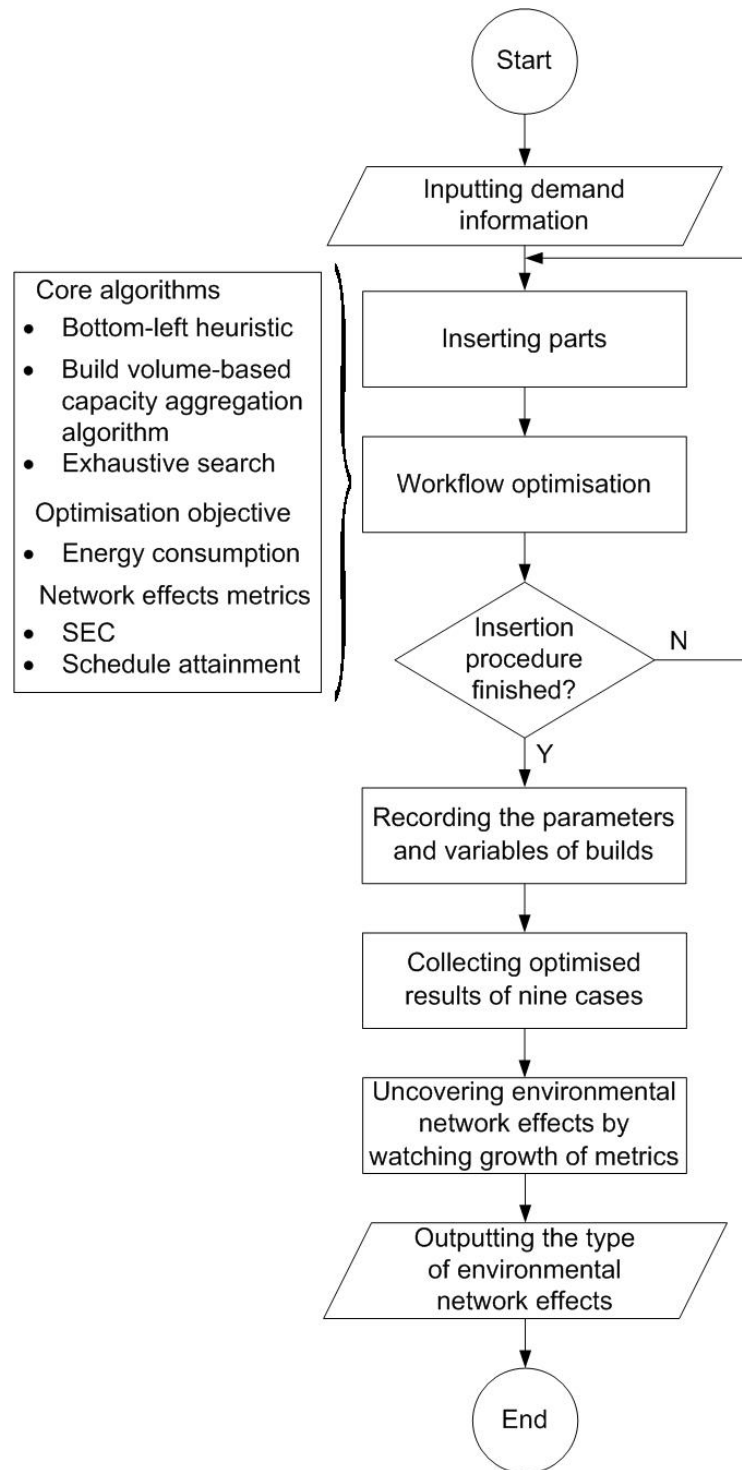 Start
Inputting demand
information
Core algorithms
• Bottom-left heuristic
• Build volume-based
capacity aggregation
algorithm
• Exhaustive search
Optimisation objective
• Energy consumption
Network effects metrics
• SEC
• Schedule attainment
Inserting parts
Workflow optimisation
Insertion
procedure
finished?
N
Y
Recording the parameters
and variables of builds
Collecting optimised
results of nine cases
Uncovering environmental
network effects by
watching growth of metrics
Outputting the type
of environmental
network effects
End